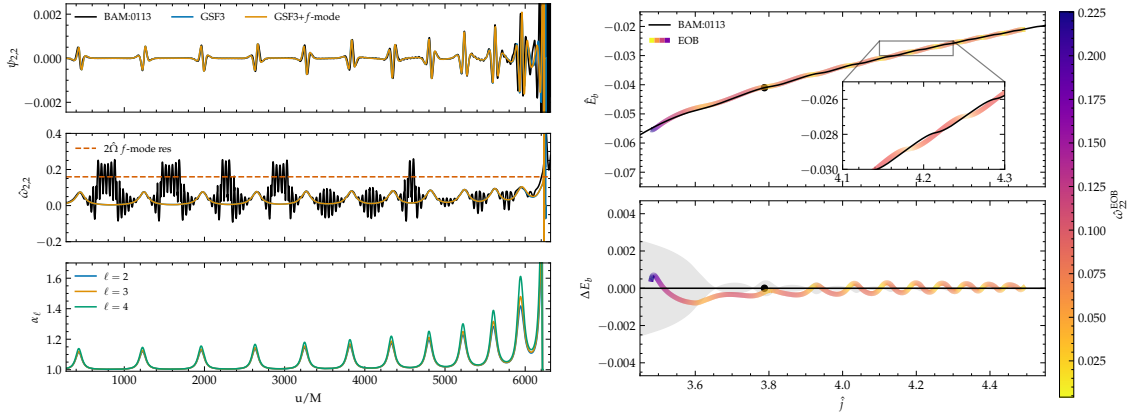 BAM:0113 GSF3 GSF3+f-mode
0.002
0.000
−0.002
ψ2,2
2Ω̂ f-mode res
0.4
0.2
0.0
−0.2
ω̂2,2
ℓ = 2
ℓ = 3
ℓ = 4
1.6
1.4
1.2
1.0
αℓ
1000 2000 3000 4000 5000 6000
u/M
BAM:0113
EOB
−0.02
−0.03
−0.04
−0.05
−0.06
−0.07
Êb
−0.026
−0.028
−0.030
4.1 4.2 4.3
0.004
0.002
0.000
−0.002
−0.004
ΔEb
3.6 3.8 4.0 4.2 4.4
ĵ
0.225
0.200
0.175
0.150
0.125
0.100
0.075
0.050
0.025
ω̂22EOB